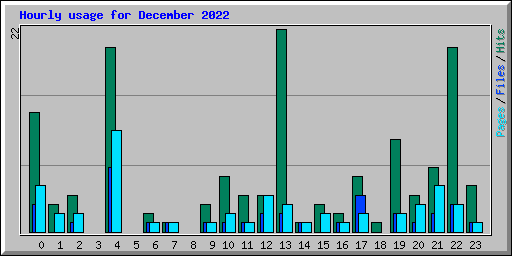 Hourly usage for December 2022
22
Pages/Files/Hits
0 1 2 3 4 5 6 7 8 9 10 11 12 13 14 15 16 17 18 19 20 21 22 23